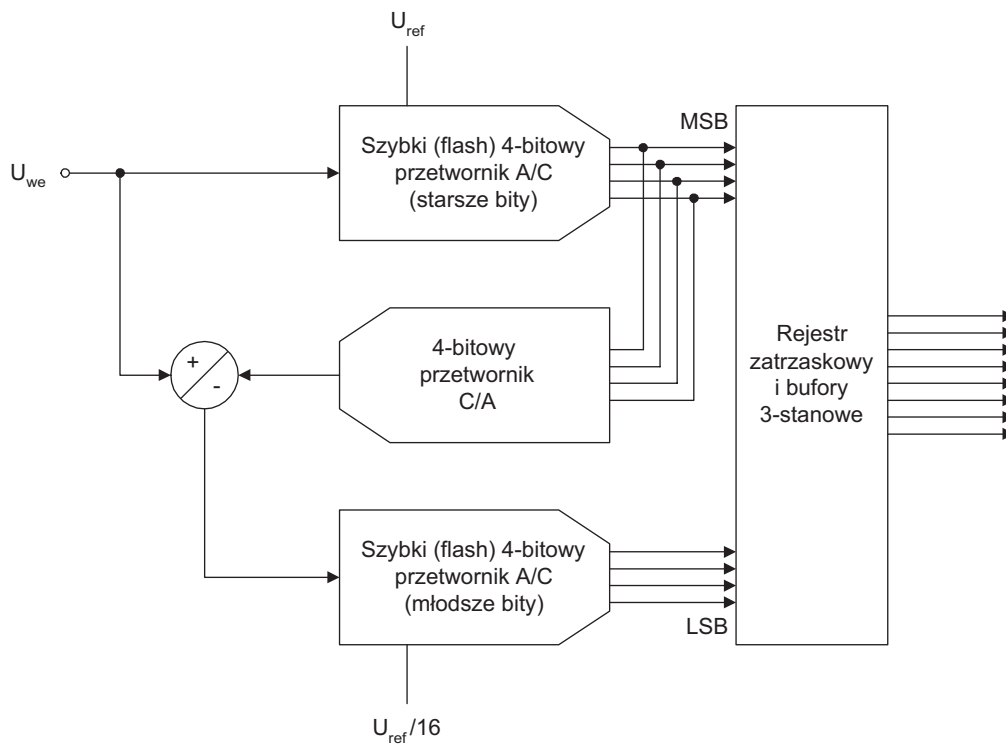 U_ref
U_we
Szybki (flash) 4-bitowy
przetwornik A/C
(starsze bity)
MSB
+
-
4-bitowy
przetwornik
C/A
Rejestr
zatrzaskowy
i bufory
3-stanowe
Szybki (flash) 4-bitowy
przetwornik A/C
(młodsze bity)
LSB
U_ref/16